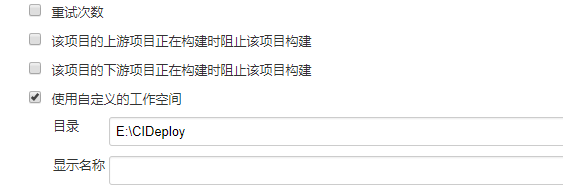 重试次数
该项目的上游项目正在构建时阻止该项目构建
该项目的下游项目正在构建时阻止该项目构建
使用自定义的工作空间
目录 E:\CIDeploy
显示名称